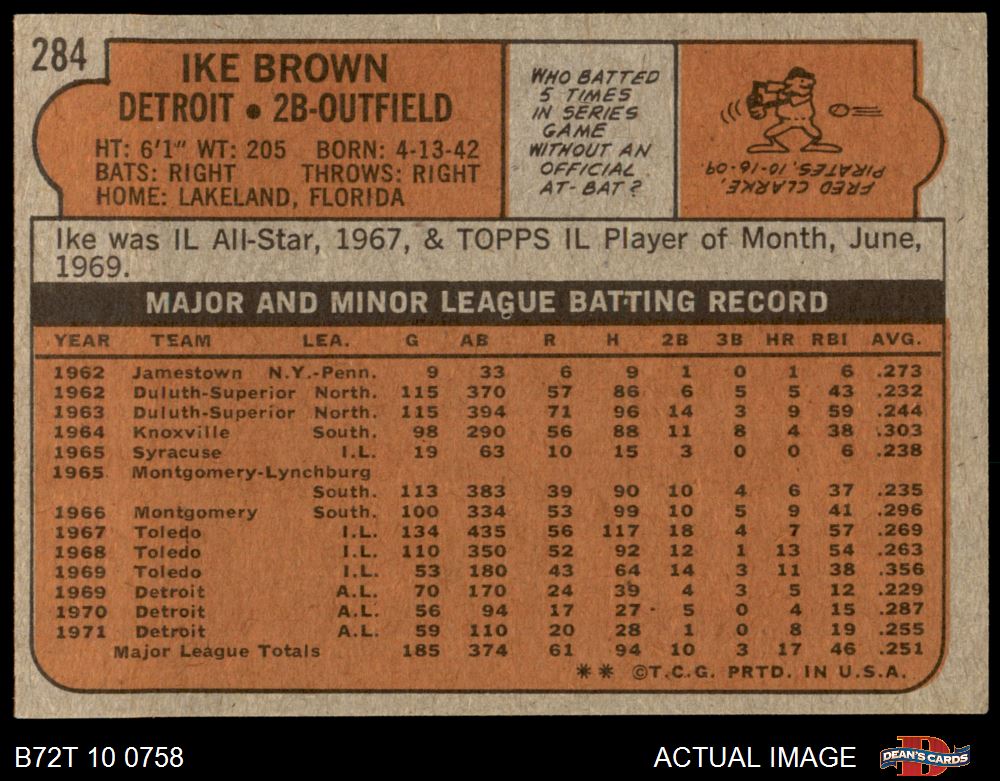 284
IKE BROWN
DETROIT • 2B-OUTFIELD
HT: 6'1" WT: 205 BORN: 4-13-42
BATS: RIGHT THROWS: RIGHT
HOME: LAKELAND, FLORIDA
WHO BATTED
5 TIMES
IN SERIES
GAME
WITHOUT AN
OFFICIAL
AT-BAT?
FRED CLARKE,
PIRATES, 10-16-09.
Ike was IL All-Star, 1967, & TOPPS IL Player of Month, June,
1969.
MAJOR AND MINOR LEAGUE BATTING RECORD
YEAR TEAM LEA. G AB R H 2B 3B HR RBI AVG.
1962 Jamestown N.Y.-Penn. 9 33 6 9 1 0 1 6 .273
1962 Duluth-Superior North. 115 370 57 86 6 5 5 43 .232
1963 Duluth-Superior North. 115 394 71 96 14 3 9 59 .244
1964 Knoxville South. 98 290 56 88 11 8 4 38 .303
1965 Syracuse I.L. 19 63 10 15 3 0 0 6 .238
1965 Montgomery-Lynchburg
South. 113 383 39 90 10 4 6 37 .235
1966 Montgomery South. 100 334 53 99 10 5 9 41 .296
1967 Toledo I.L. 134 435 56 117 18 4 7 57 .269
1968 Toledo I.L. 110 350 52 92 12 1 13 54 .263
1969 Toledo I.L. 53 180 43 64 14 3 11 38 .356
1969 Detroit A.L. 70 170 24 39 4 3 5 12 .229
1970 Detroit A.L. 56 94 17 27 5 0 4 15 .287
1971 Detroit A.L. 59 110 20 28 1 0 8 19 .255
Major League Totals 185 374 61 94 10 3 17 46 .251
** ©T.C.G. PRTD. IN U.S.A.
B72T 10 0758
ACTUAL IMAGE
DEAN'S CARDS